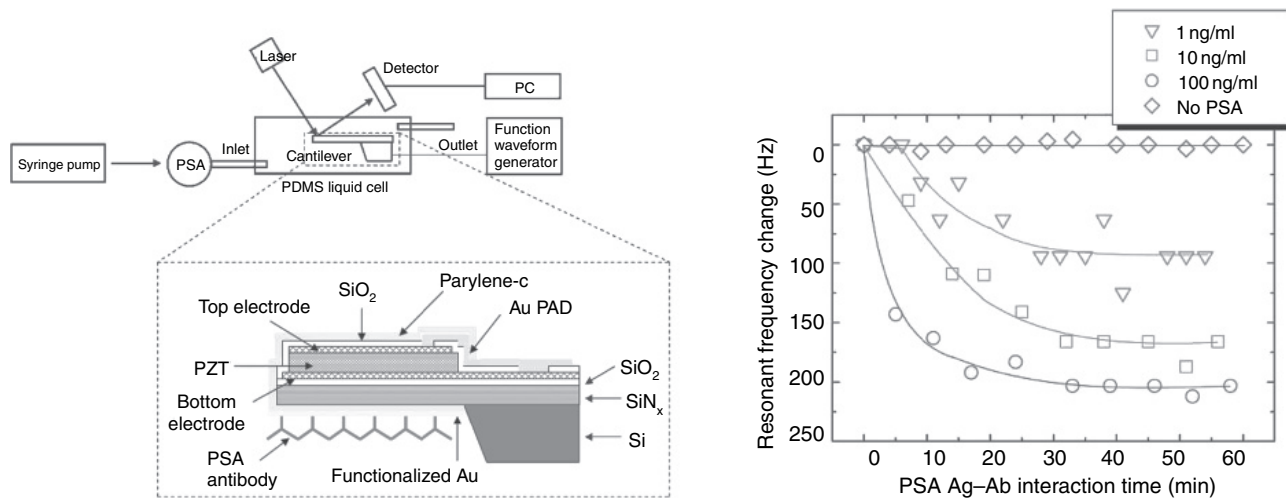 Laser
Detector
PC
Syringe pump
PSA
Inlet
Cantilever
Outlet
Function
waveform
generator
PDMS liquid cell
SiO2
Parylene-c
Top electrode
Au PAD
PZT
SiO2
Bottom
electrode
SiNx
PSA
antibody
Functionalized Au
Si
1 ng/ml
10 ng/ml
100 ng/ml
No PSA
Resonant frequency change (Hz)
0
50
100
150
200
250
0 10 20 30 40 50 60
PSA Ag–Ab interaction time (min)